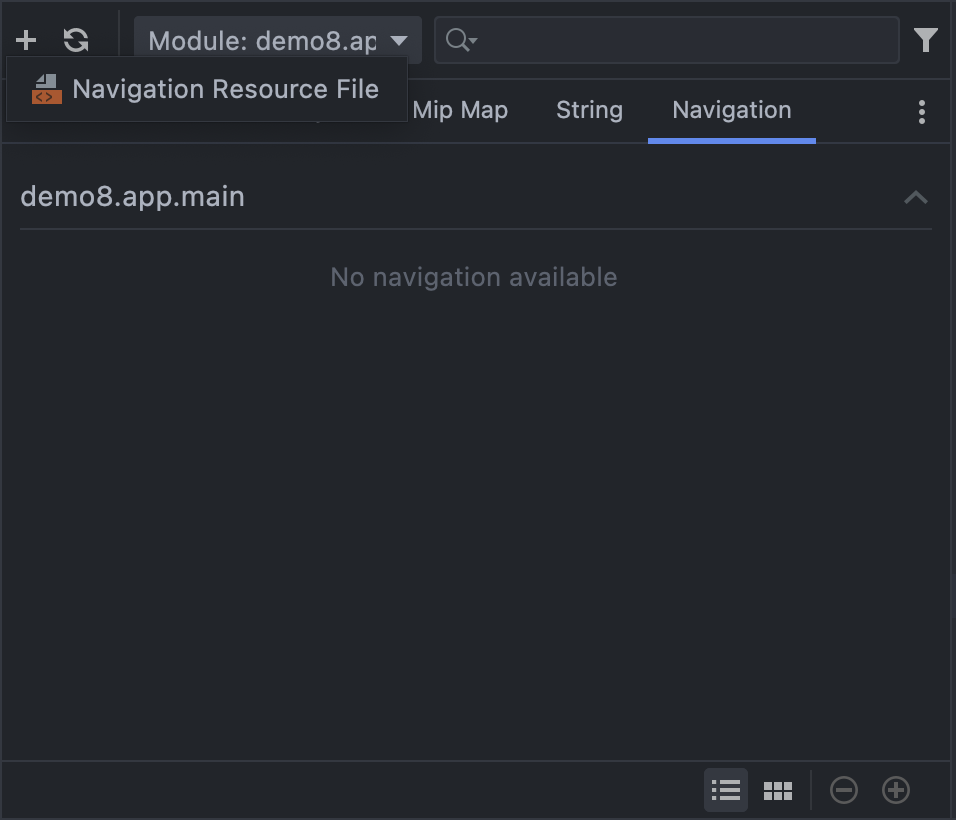 Module: demo8.ap
Navigation Resource File
Mip Map
String
Navigation
demo8.app.main
No navigation available